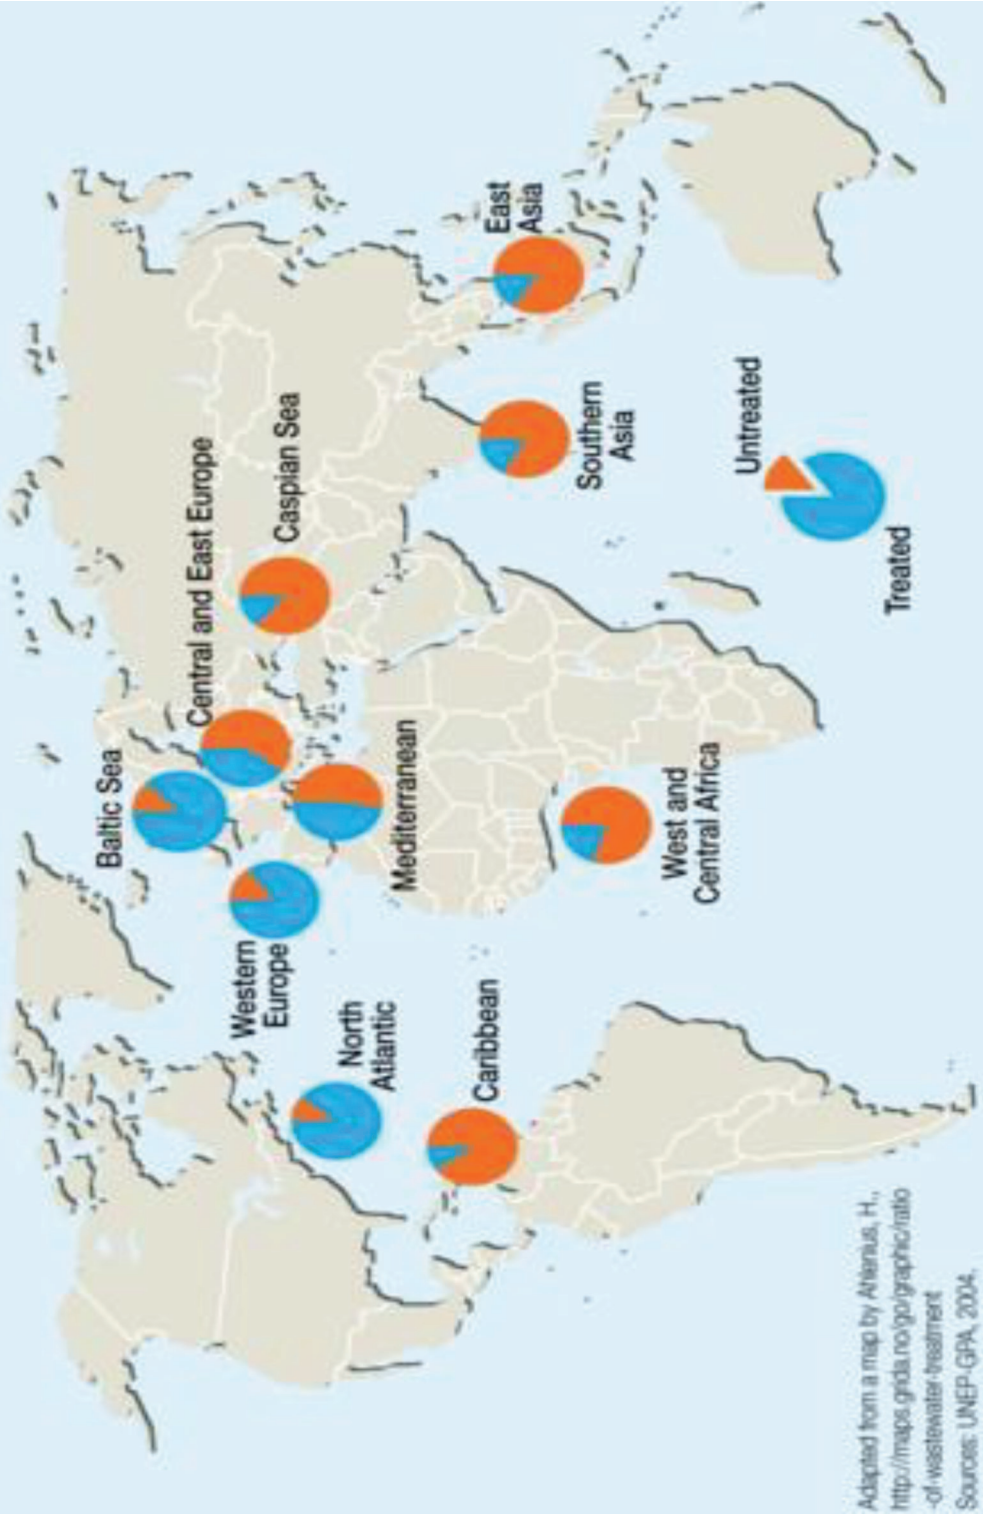 Baltic Sea
Central and East Europe
Caspian Sea
Western
Europe
North
Atlantic
Mediterranean
Caribbean
East
Asia
Southern
Asia
West and
Central Africa
Untreated
Treated
Adapted from a map by Ahlenius, H.,
http://maps.grida.no/go/graphic/ratio
-of-wastewater-treatment
Sources: UNEP-GPA, 2004.